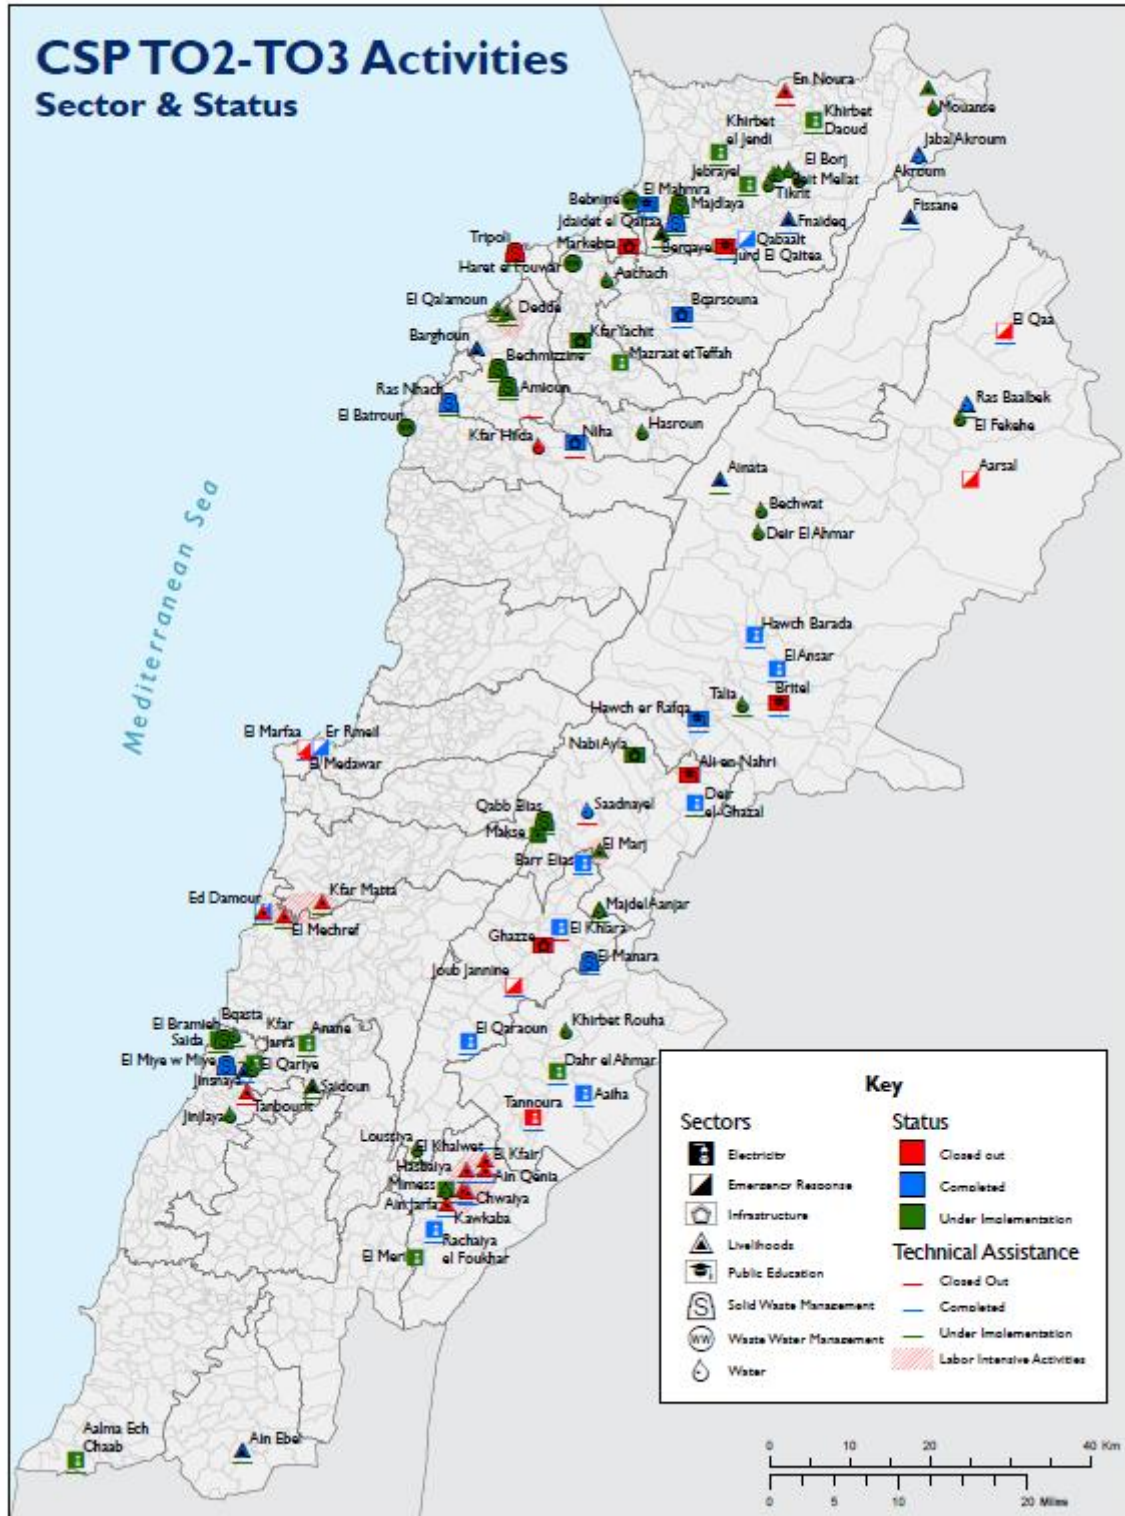 CSP TO2-TO3 Activities
Sector & Status
En Noura
Mouanse
Khirbet
Daoud
Khirbet
el Jendi
Jabal Akroum
Akroum
El Borj
Beit Mellat
Jebrayel
Tikrit
El Mahmra
Bebnine
Majdlaya
Fissane
Fnaideq
Jdaidet el Qaitaa
Qabaait
Markebta
Berqayel
Jurd El Qaitea
Tripoli
Haret el Fouwar
Aachach
El Qalamoun
Dedde
Bqarsouna
El Qaa
Barghoun
Kfar Yachit
Bechmizzine
Mazraat et Teffah
Ras Nhach
Amioun
Ras Baalbek
El Batroun
El Fekehe
Kfar Hilda
Niha
Hasroun
Ainata
Aarsal
Bechwat
Deir El Ahmar
Mediterranean Sea
Hawch Barada
El Ansar
Britel
Talia
Hawch er Rafqa
El Marfaa
Er Rmeil
El Medawar
Nabi Ayla
Ali en Nahri
Deir
el-Ghazal
Qabb Elias
Saadnayel
Makse
El Marj
Barr Elias
Ed Damour
Kfar Matta
El Mechref
Majdel Aanjar
El Khiara
Ghazze
El Manara
Joub Jannine
Bqasta
El Bramieh
Kfar
Jarra
Anane
Saida
El Qaraoun
Khirbet Rouha
El Miye w Miye
El Qariye
Dahr el Ahmar
Jinsnaya
Saidoun
Aaiha
Tanbourit
Tannoura
Jinjlaya
Loussiya
El Khalwet
El Kfair
Hasbaiya
Ain Qenia
Mimess
Chwaiya
Ain Jarfa
Kawkaba
Rachaiya
el Foukhar
El Meri
Aalma Ech
Chaab
Ain Ebel
Key
Sectors
Electricity
Emergency Response
Infrastructure
Livelihoods
Public Education
S
Solid Waste Management
WW
Waste Water Management
Water
Status
Closed out
Completed
Under Implementation
Technical Assistance
Closed Out
Completed
Under Implementation
Labor Intensive Activities
0 10 20 40 Km
0 5 10 20 Miles